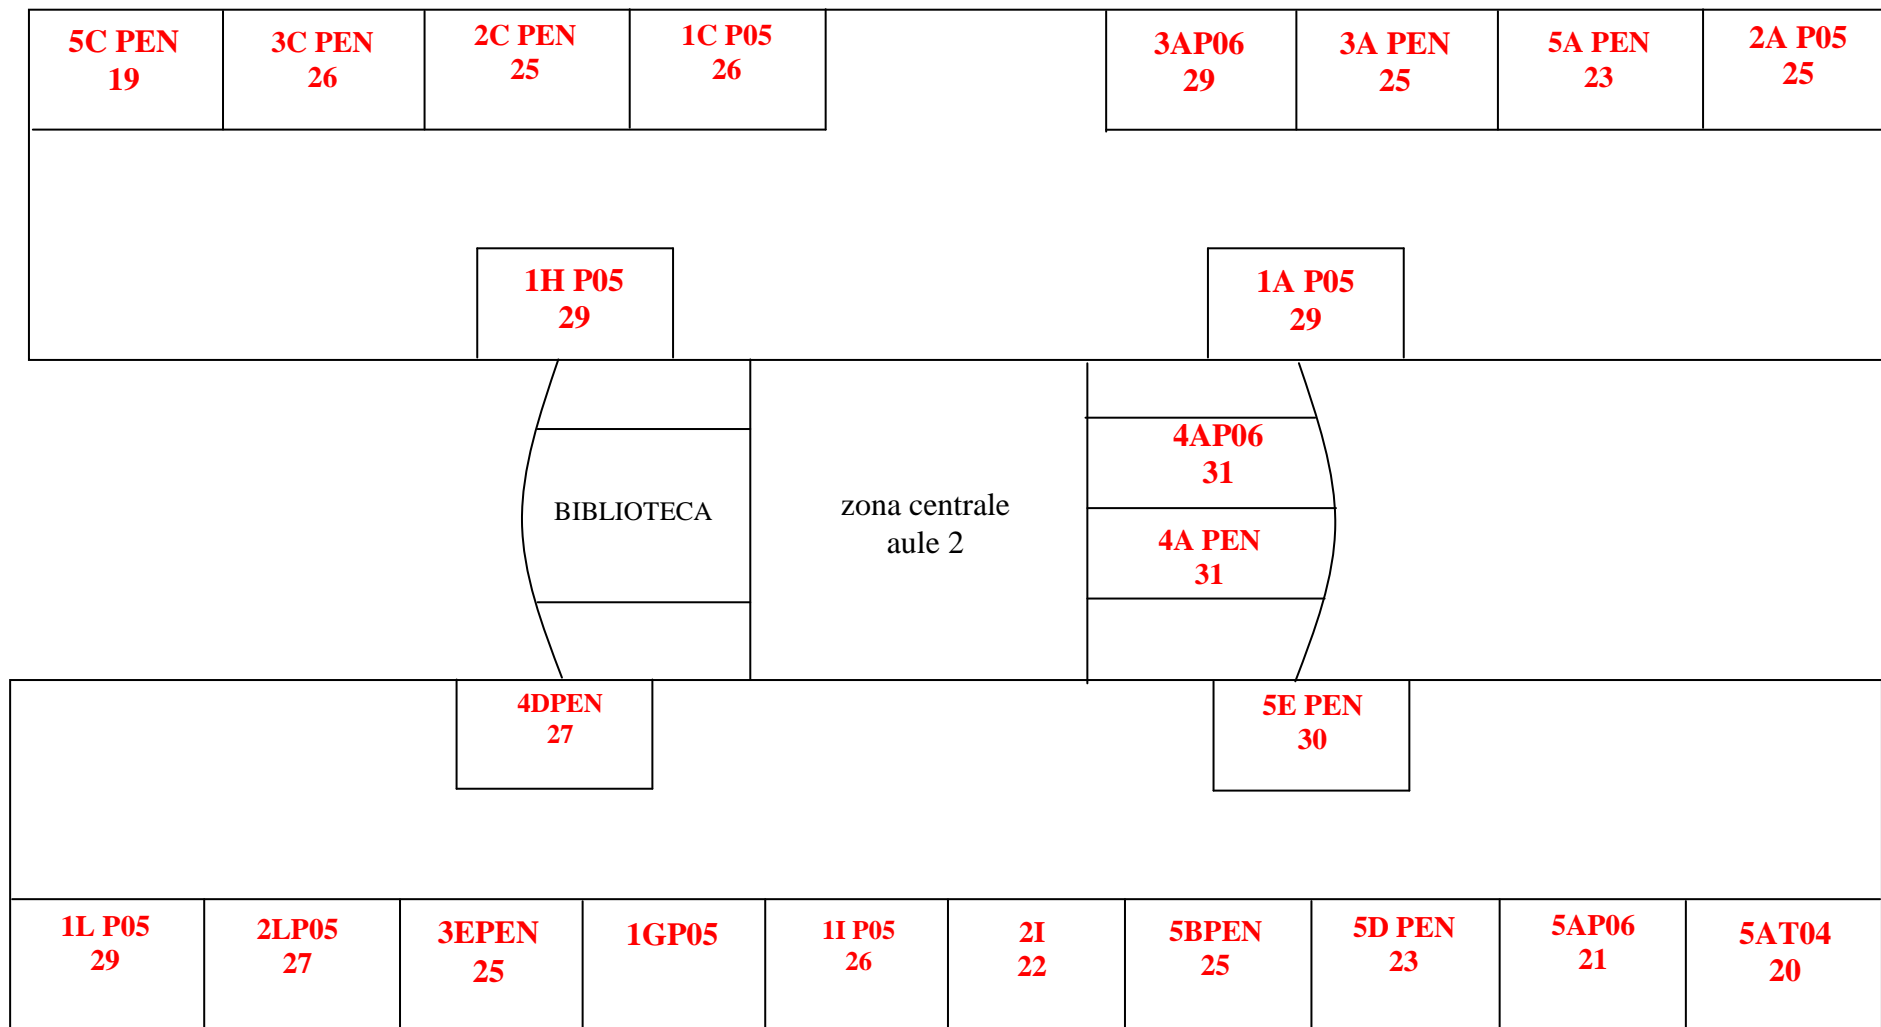 5C PEN
19
3C PEN
26
2C PEN
25
1C P05
26
3AP06
29
3A PEN
25
5A PEN
23
2A P05
25
1H P05
29
1A P05
29
BIBLIOTECA
zona centrale
aule 2
4AP06
31
4A PEN
31
4DPEN
27
5E PEN
30
1L P05
29
2LP05
27
3EPEN
25
1GP05
1I P05
26
2I
22
5BPEN
25
5D PEN
23
5AP06
21
5AT04
20